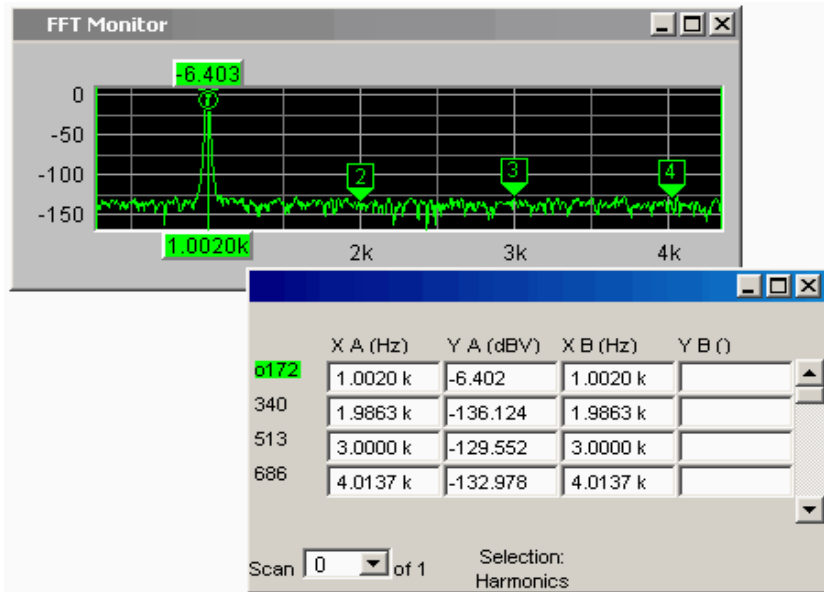 FFT Monitor
-6.403
0
-50
-100
-150
2
3
4
1.0020k
2k
3k
4k
X A (Hz) Y A (dBV) X B (Hz) Y B ()
o172 1.0020 k -6.402 1.0020 k
340 1.9863 k -136.124 1.9863 k
513 3.0000 k -129.552 3.0000 k
686 4.0137 k -132.978 4.0137 k
Scan 0 of 1
Selection:
Harmonics